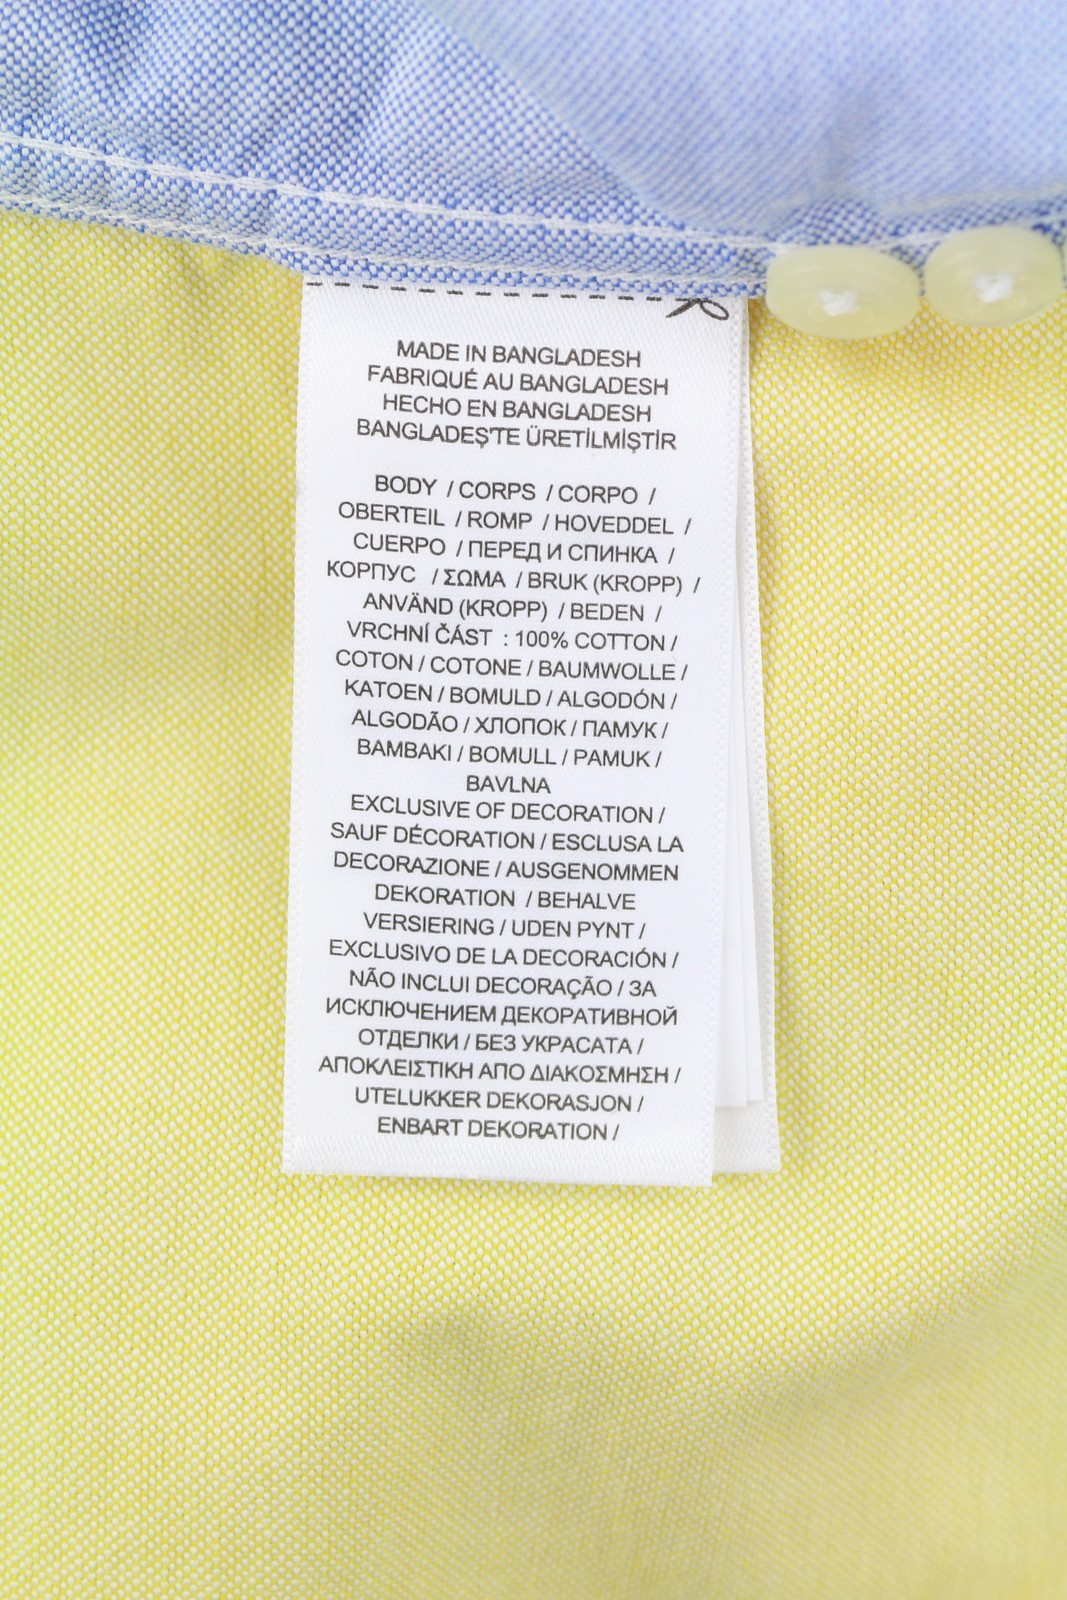 MADE IN BANGLADESH
FABRIQUÉ AU BANGLADESH
HECHO EN BANGLADESH
BANGLADEŞ'TE ÜRETİLMİŞTİR
BODY / CORPS / CORPO /
OBERTEIL / ROMP / HOVEDDEL /
CUERPO / ПЕРЕД И СПИНКА /
КОРПУС / ΣΩΜΑ / BRUK (KROPP) /
ANVÄND (KROPP) / BEDEN /
VRCHNÍ ČÁST : 100% COTTON /
COTON / COTONE / BAUMWOLLE /
KATOEN / BOMULD / ALGODÓN /
ALGODÃO / ХЛОПОК / ПАМУК /
BAMBAKI / BOMULL / PAMUK /
BAVLNA
EXCLUSIVE OF DECORATION /
SAUF DÉCORATION / ESCLUSA LA
DECORAZIONE / AUSGENOMMEN
DEKORATION / BEHALVE
VERSIERING / UDEN PYNT /
EXCLUSIVO DE LA DECORACIÓN /
NÃO INCLUI DECORAÇÃO / ЗА
ИСКЛЮЧЕНИЕМ ДЕКОРАТИВНОЙ
ОТДЕЛКИ / БЕЗ УКРАСАТА /
ΑΠΟΚΛΕΙΣΤΙΚΗ ΑΠΟ ΔΙΑΚΟΣΜΗΣΗ /
UTELUKKER DEKORASJON /
ENBART DEKORATION /